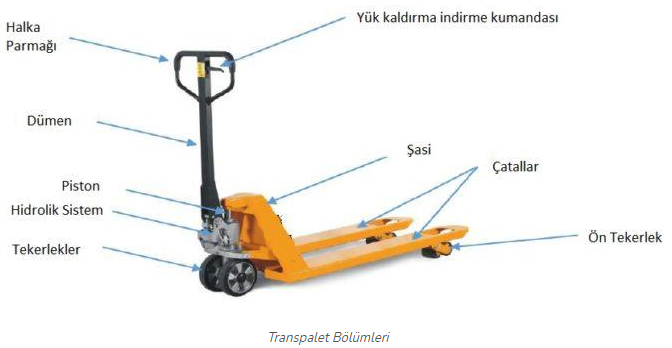 Yük kaldırma indirme kumandası
Halka
Parmağı
Dümen
Şasi
Çatallar
Piston
Hidrolik Sistem
Ön Tekerlek
Tekerlekler
Transpalet Bölümleri